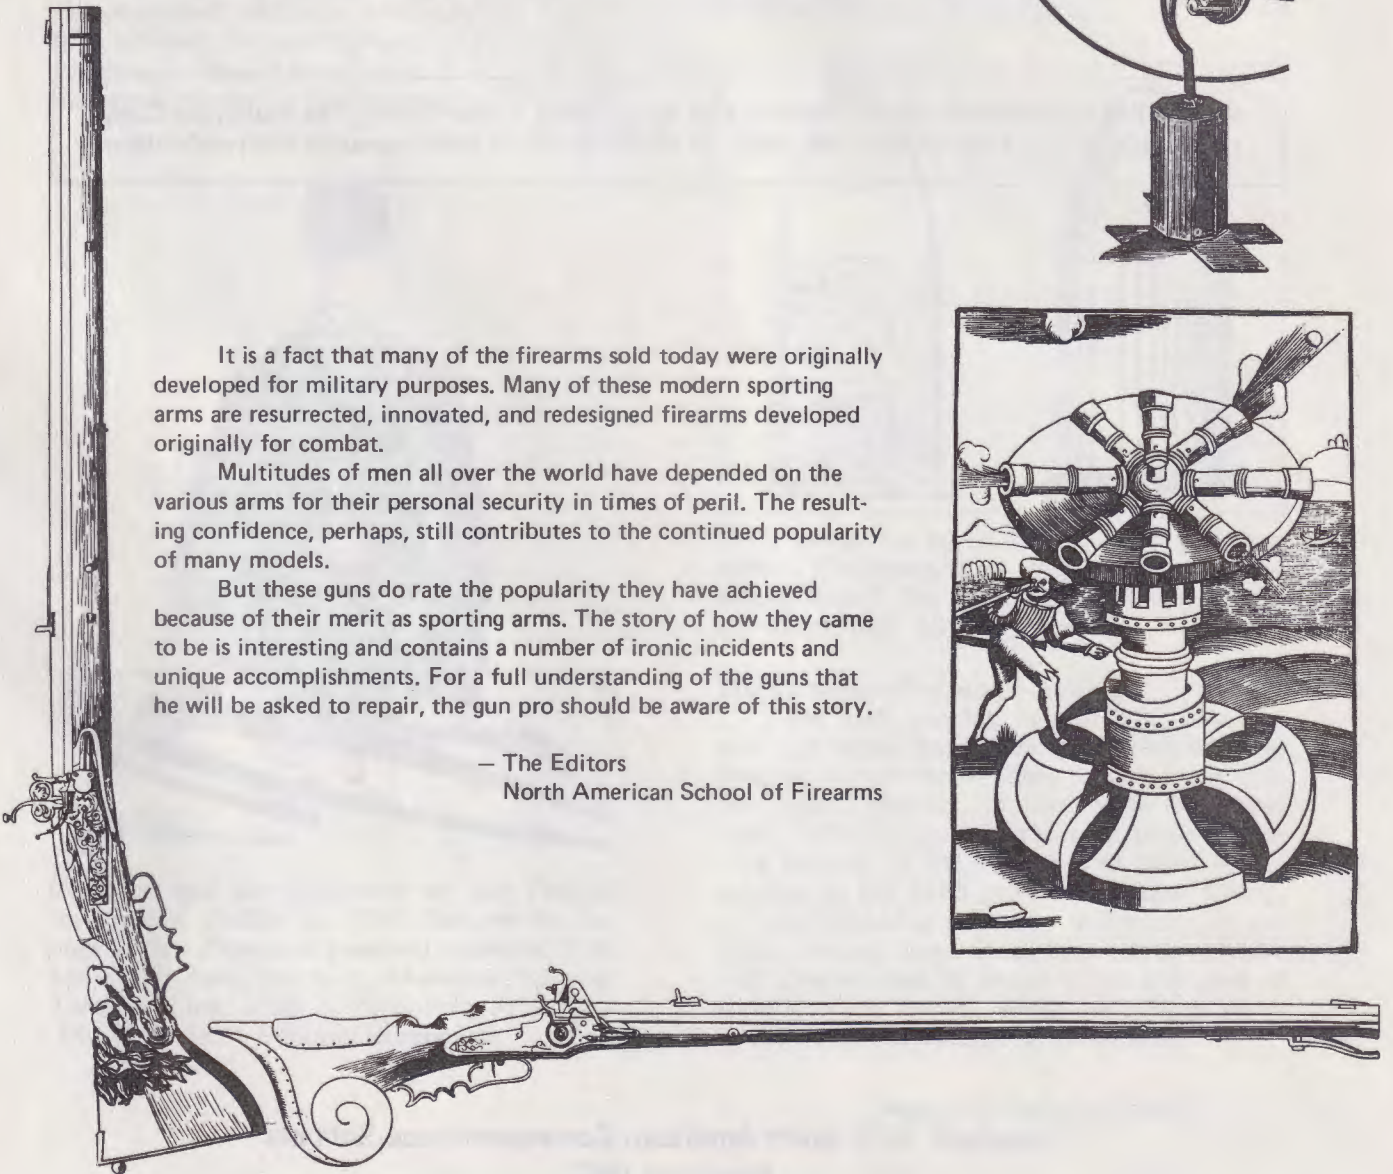 It is a fact that many of the firearms sold today were originally
developed for military purposes. Many of these modern sporting
arms are resurrected, innovated, and redesigned firearms developed
originally for combat.
Multitudes of men all over the world have depended on the
various arms for their personal security in times of peril. The result-
ing confidence, perhaps, still contributes to the continued popularity
of many models.
But these guns do rate the popularity they have achieved
because of their merit as sporting arms. The story of how they came
to be is interesting and contains a number of ironic incidents and
unique accomplishments. For a full understanding of the guns that
he will be asked to repair, the gun pro should be aware of this story.
— The Editors
North American School of Firearms